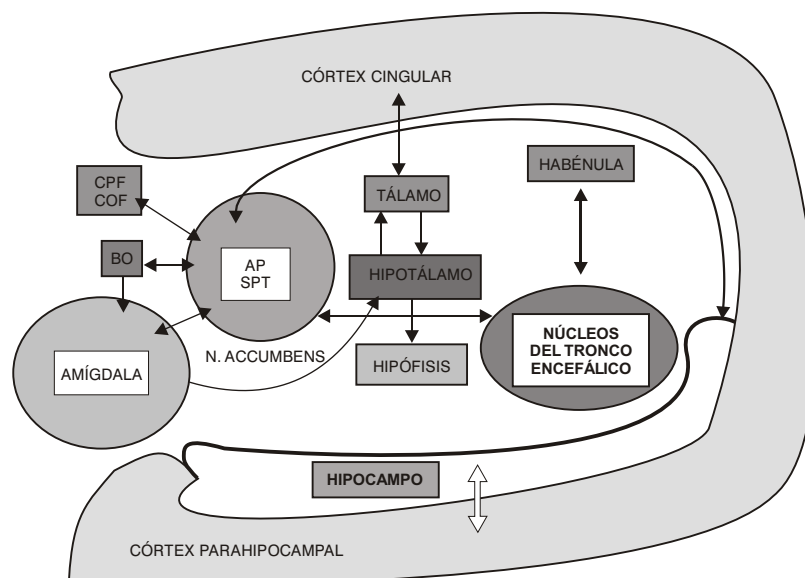 CÓRTEX CINGULAR
CPF
COF
TÁLAMO
HABÉNULA
BO
AP
SPT
HIPOTÁLAMO
NÚCLEOS
DEL TRONCO
ENCEFÁLICO
N. ACCUMBENS
HIPÓFISIS
AMÍGDALA
HIPOCAMPO
CÓRTEX PARAHIPOCAMPAL